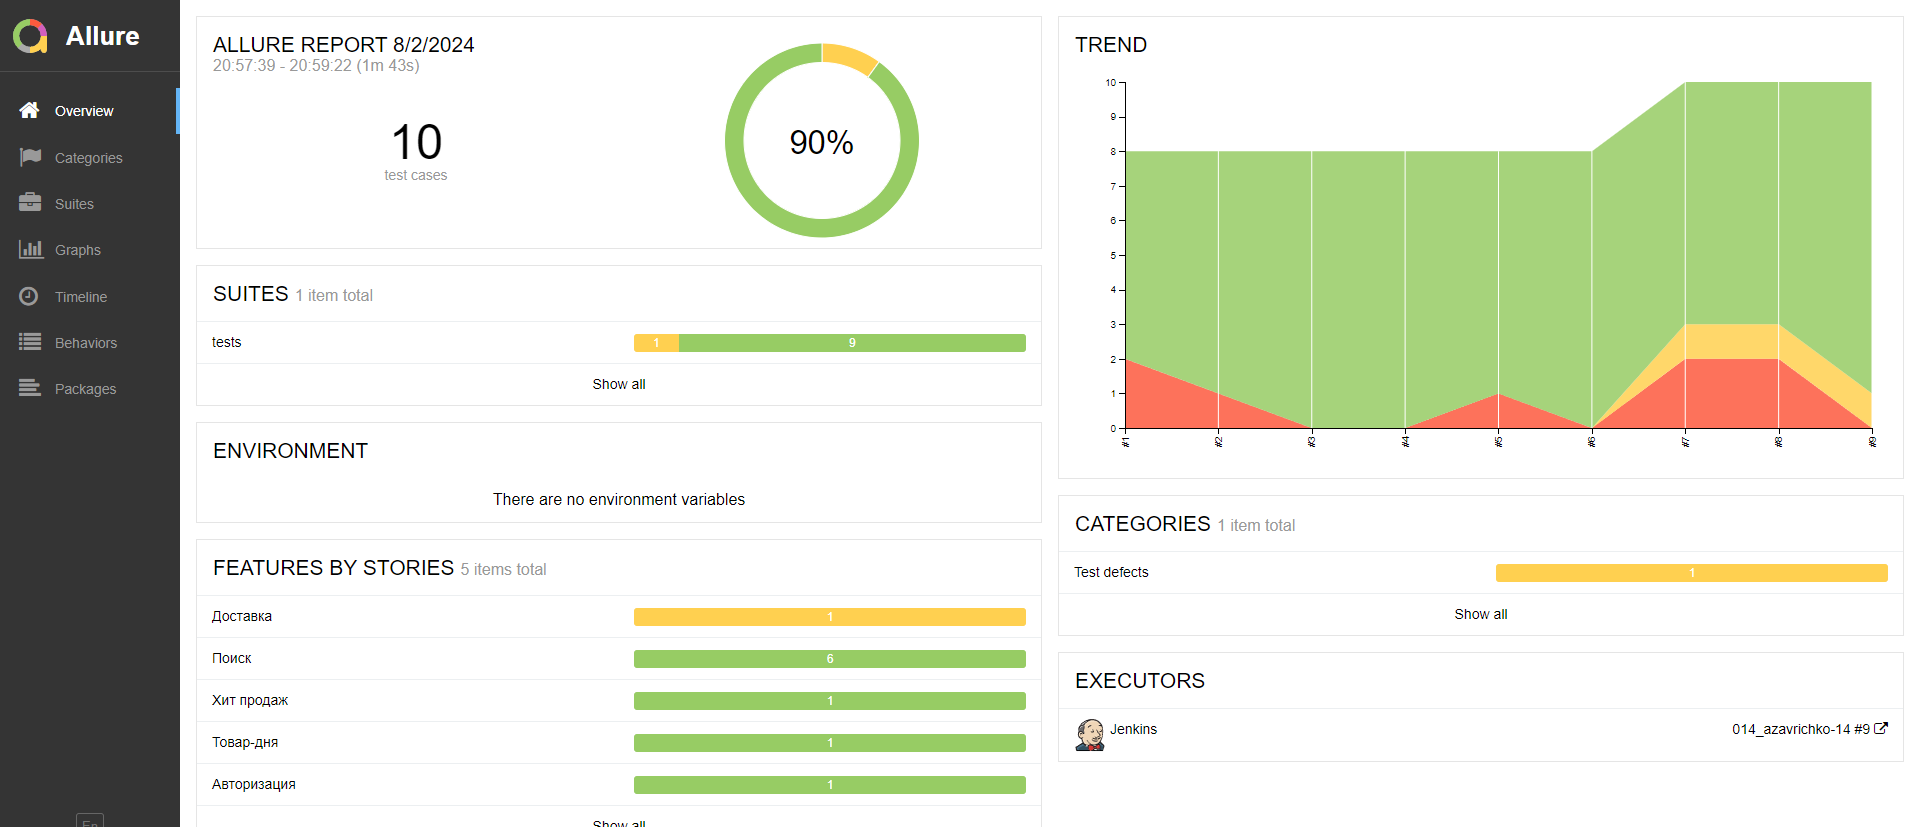 Allure
Overview
Categories
Suites
Graphs
Timeline
Behaviors
Packages
En
ALLURE REPORT 8/2/2024
20:57:39 - 20:59:22 (1m 43s)
10
test cases
90%
SUITES 1 item total
tests 1 9
Show all
ENVIRONMENT
There are no environment variables
FEATURES BY STORIES 5 items total
Доставка 1
Поиск 6
Хит продаж 1
Товар-дня 1
Авторизация 1
Show all
TREND
10
9
8
7
6
5
4
3
2
1
0
#1 #2 #3 #4 #5 #6 #7 #8 #9
CATEGORIES 1 item total
Test defects 1
Show all
EXECUTORS
Jenkins 014_azavrichko-14 #9